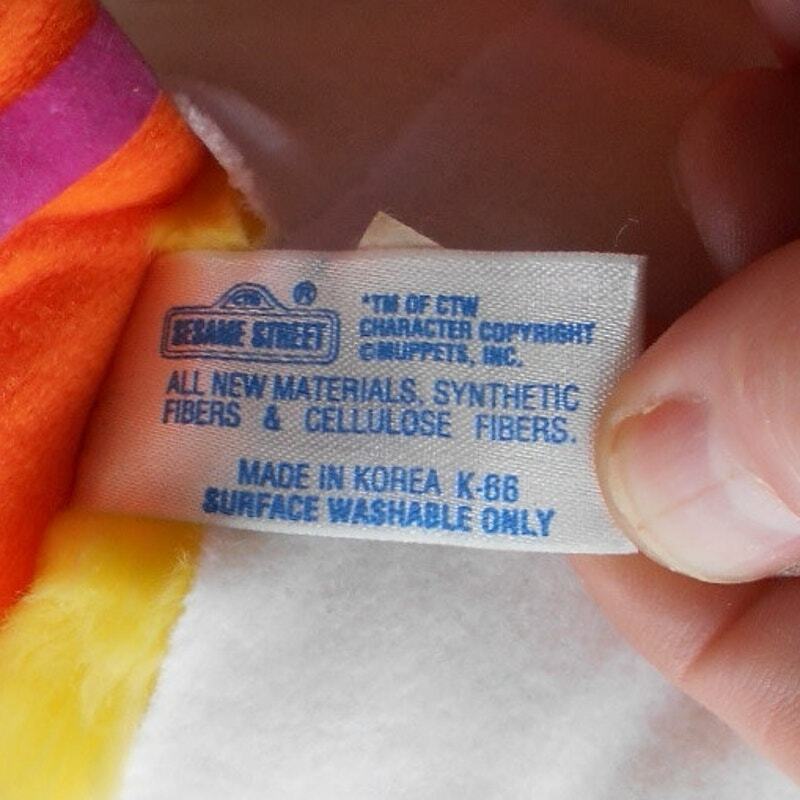 CTW ®
SESAME STREET
*TM OF CTW
CHARACTER COPYRIGHT
©MUPPETS, INC.
ALL NEW MATERIALS. SYNTHETIC
FIBERS & CELLULOSE FIBERS.
MADE IN KOREA K-66
SURFACE WASHABLE ONLY